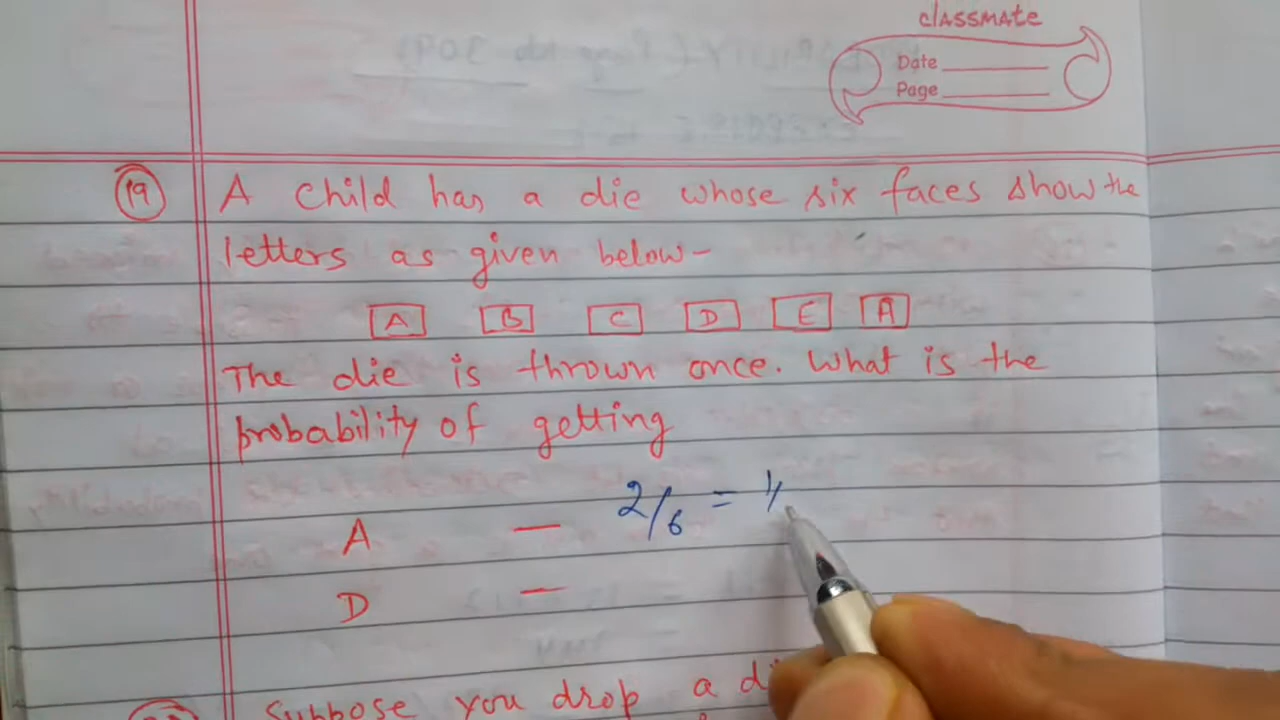 classmate
Date
Page
19 A child has a die whose six faces show the
letters as given below-
A B C D E A
The die is thrown once. What is the
probability of getting
A — 2/6 = 1/
D —
Suppose you drop a di